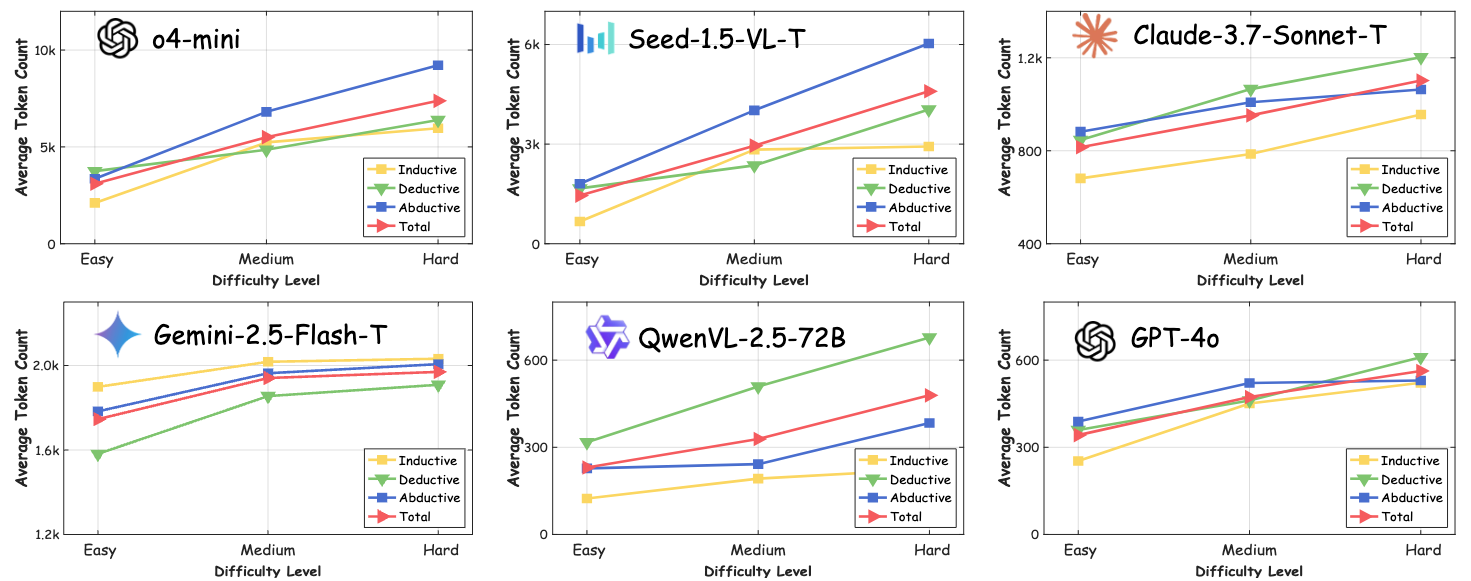 o4-mini
Average Token Count
10k
5k
0
Easy
Medium
Hard
Difficulty Level
Inductive
Deductive
Abductive
Total
Seed-1.5-VL-T
Average Token Count
6k
3k
0
Easy
Medium
Hard
Difficulty Level
Inductive
Deductive
Abductive
Total
Claude-3.7-Sonnet-T
Average Token Count
1.2k
800
400
Easy
Medium
Hard
Difficulty Level
Inductive
Deductive
Abductive
Total
Gemini-2.5-Flash-T
Average Token Count
2.0k
1.6k
1.2k
Easy
Medium
Hard
Difficulty Level
Inductive
Deductive
Abductive
Total
QwenVL-2.5-72B
Average Token Count
600
300
0
Easy
Medium
Hard
Difficulty Level
Inductive
Deductive
Abductive
Total
GPT-4o
Average Token Count
600
300
0
Easy
Medium
Hard
Difficulty Level
Inductive
Deductive
Abductive
Total